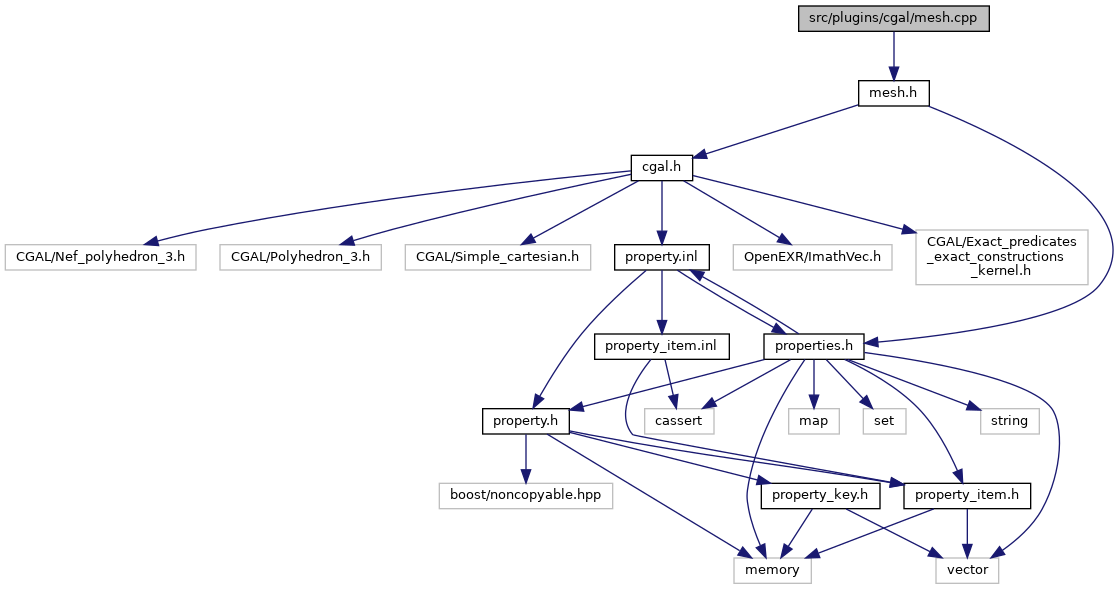 src/plugins/cgal/mesh.cpp
mesh.h
cgal.h
CGAL/Nef_polyhedron_3.h
CGAL/Polyhedron_3.h
CGAL/Simple_cartesian.h
property.inl
OpenEXR/ImathVec.h
CGAL/Exact_predicates
_exact_constructions
_kernel.h
property_item.inl
properties.h
property.h
cassert
map
set
string
boost/noncopyable.hpp
property_key.h
property_item.h
memory
vector